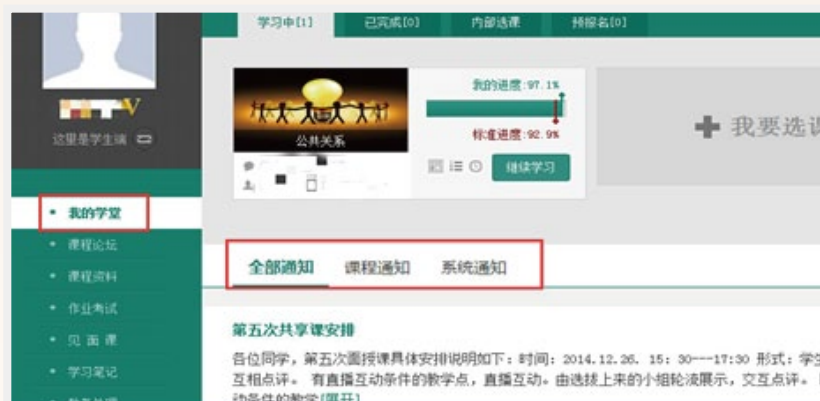 学习中[1] 已完成[0] 内部选课 预报名[0]
我的进度:97.1%
公共关系
标准进度:92.9%
继续学习
我要选课
这里是学生端
我的学堂
课程论坛
课程资料
作业考试
见面课
学习笔记
全部通知 课程通知 系统通知
第五次共享课安排
各位同学,第五次面授课具体安排说明如下:时间:2014.12.26. 15:30---17:30 形式:学生
互相点评。 有直播互动条件的教学点,直播互动。由选拔上来的小组轮流展示,交互点评。
动条件的教学[展开]